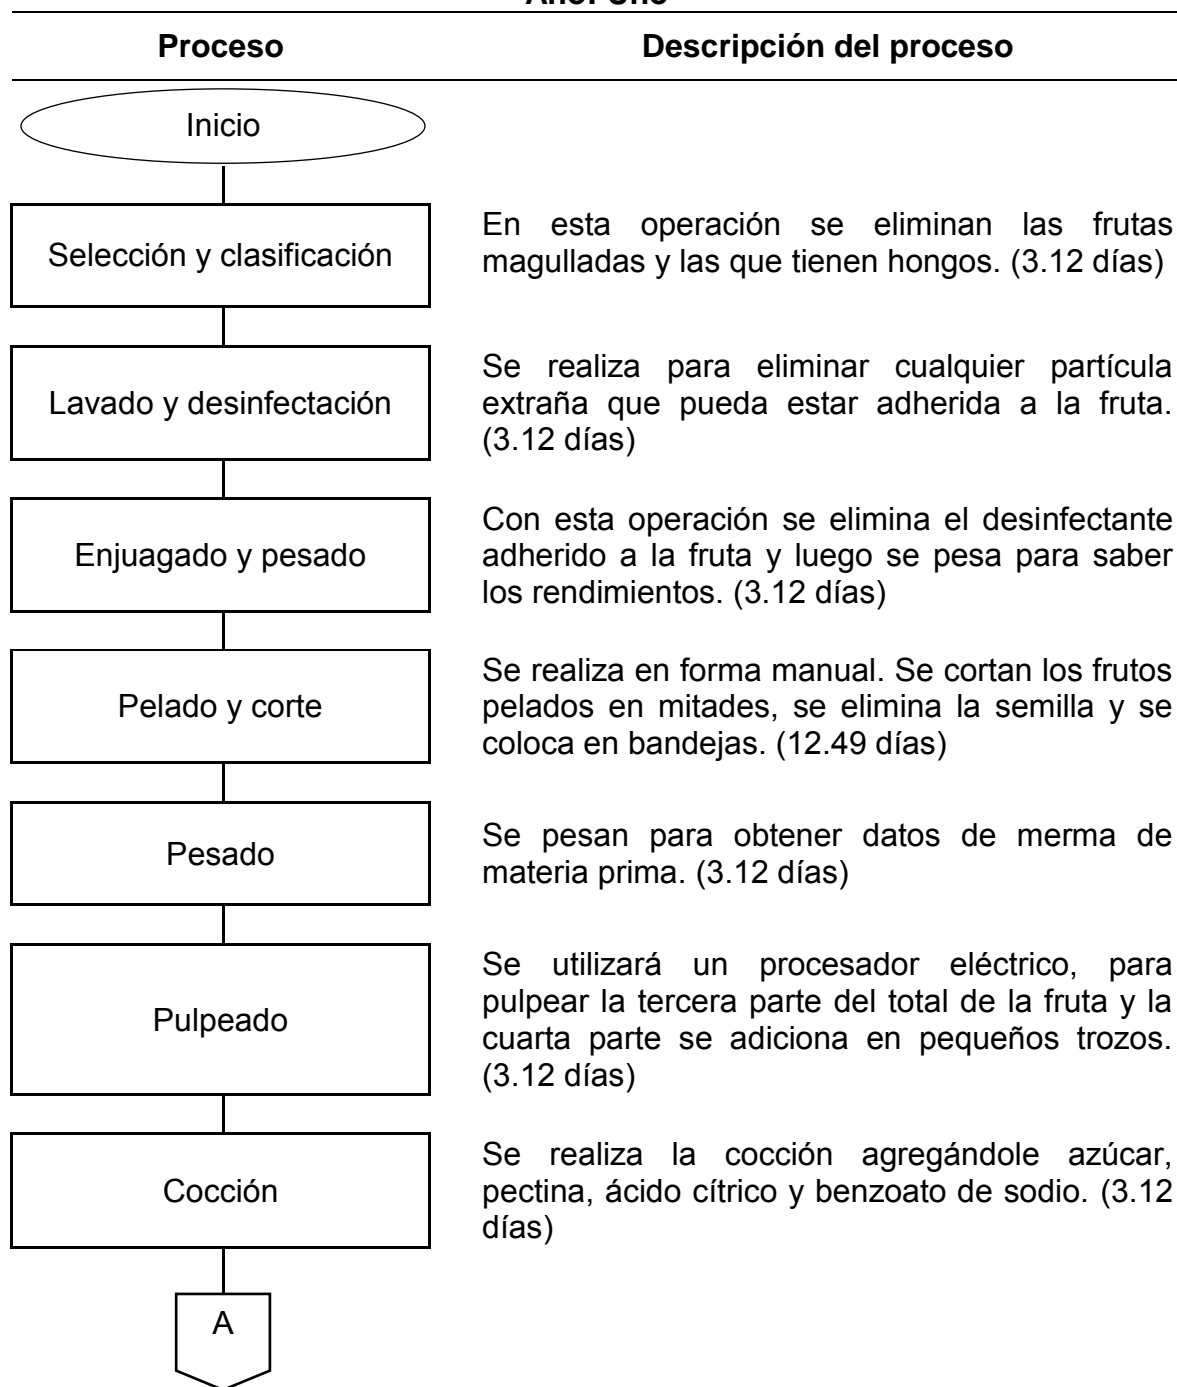 Año: Uno
Proceso Descripción del proceso
Inicio
Selección y clasificación
En esta operación se eliminan las frutas
magulladas y las que tienen hongos. (3.12 días)
Lavado y desinfectación
Se realiza para eliminar cualquier partícula
extraña que pueda estar adherida a la fruta.
(3.12 días)
Enjuagado y pesado
Con esta operación se elimina el desinfectante
adherido a la fruta y luego se pesa para saber
los rendimientos. (3.12 días)
Pelado y corte
Se realiza en forma manual. Se cortan los frutos
pelados en mitades, se elimina la semilla y se
coloca en bandejas. (12.49 días)
Pesado
Se pesan para obtener datos de merma de
materia prima. (3.12 días)
Pulpeado
Se utilizará un procesador eléctrico, para
pulpear la tercera parte del total de la fruta y la
cuarta parte se adiciona en pequeños trozos.
(3.12 días)
Cocción
Se realiza la cocción agregándole azúcar,
pectina, ácido cítrico y benzoato de sodio. (3.12
días)
A